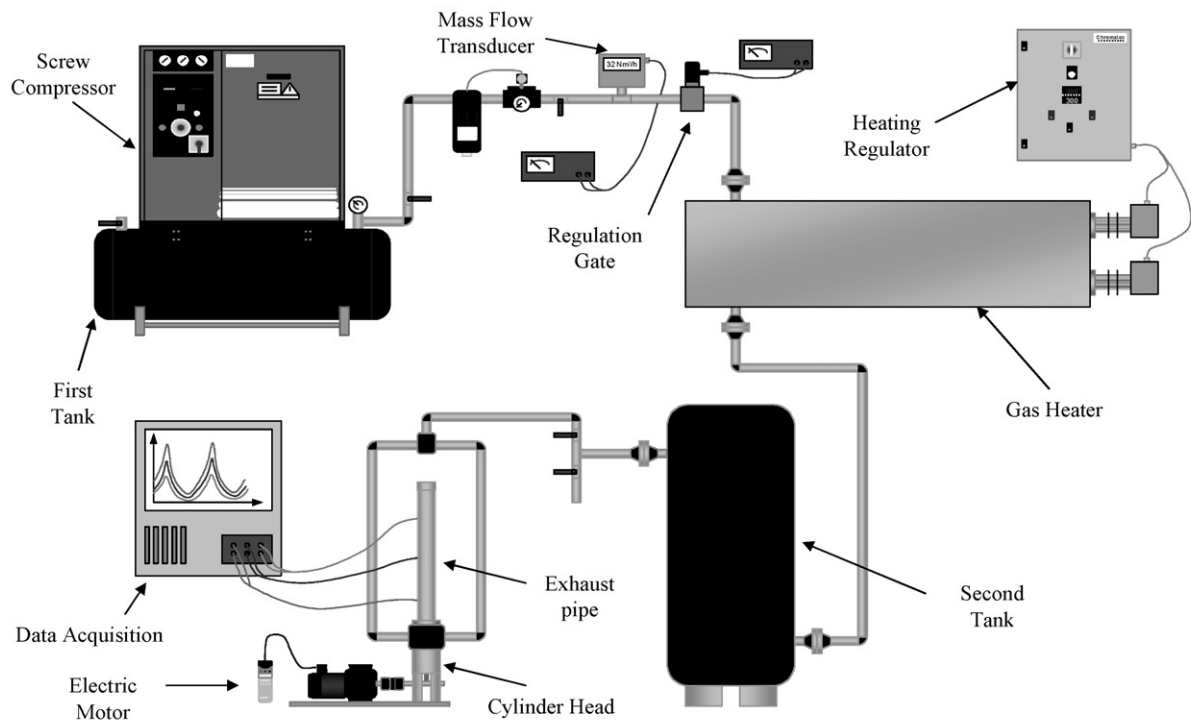 Mass Flow
Transducer
Screw
Compressor
32 Nm³/h
Chromalox
300
Heating
Regulator
Regulation
Gate
First
Tank
Gas Heater
Exhaust
pipe
Second
Tank
Data Acquisition
Electric
Motor
Cylinder Head